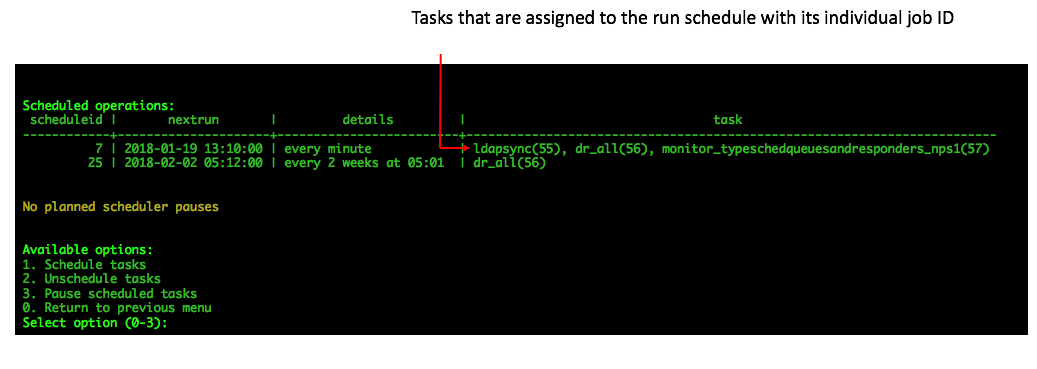 Tasks that are assigned to the run schedule with its individual job ID
Scheduled operations:
scheduleid | nextrun | details | task
------------+---------------------+-------------------------+-------------------------------------------------------------------------
7 | 2018-01-19 13:10:00 | every minute | ldapsync(55), dr_all(56), monitor_typeschedqueuesandresponders_nps1(57)
25 | 2018-02-02 05:12:00 | every 2 weeks at 05:01 | dr_all(56)
No planned scheduler pauses
Available options:
1. Schedule tasks
2. Unschedule tasks
3. Pause scheduled tasks
0. Return to previous menu
Select option (0-3):